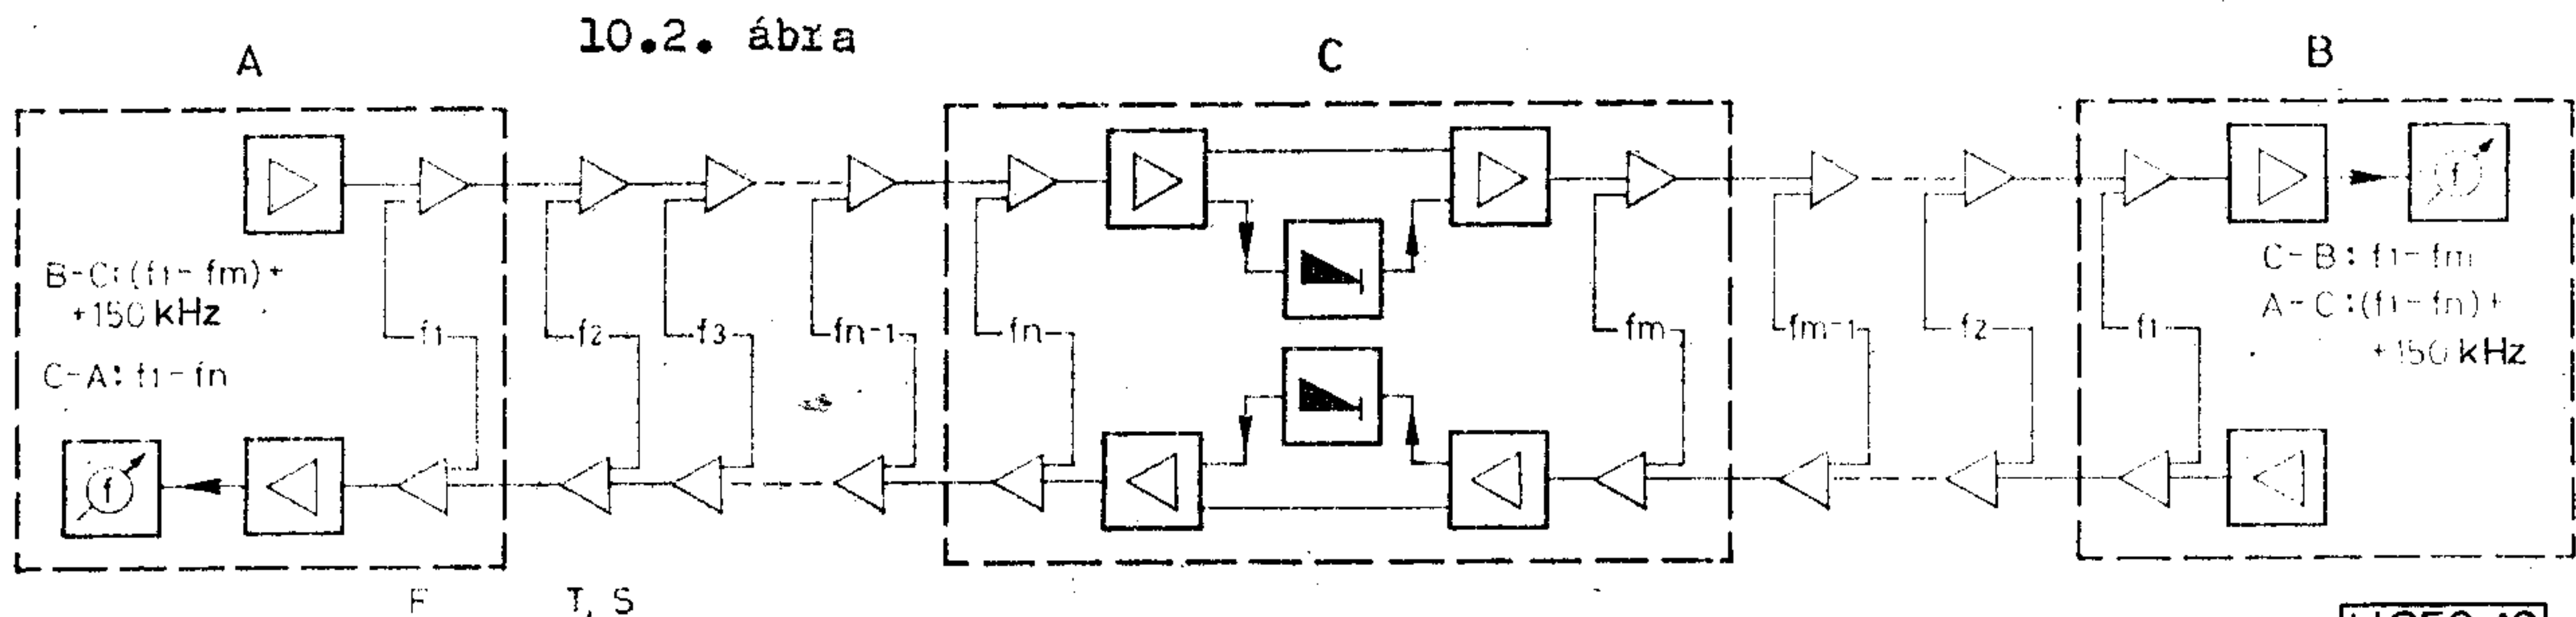 10.2. ábra
A
C
B
B-C:(f1-fm)+
+150 kHz
C-A: f1-fn
f1
f2
f3
fn-1
fn
fm
fm-1
f2
f1
f
f
C-B: f1-fm
A-C:(f1-fn)+
+150 kHz
F
T, S